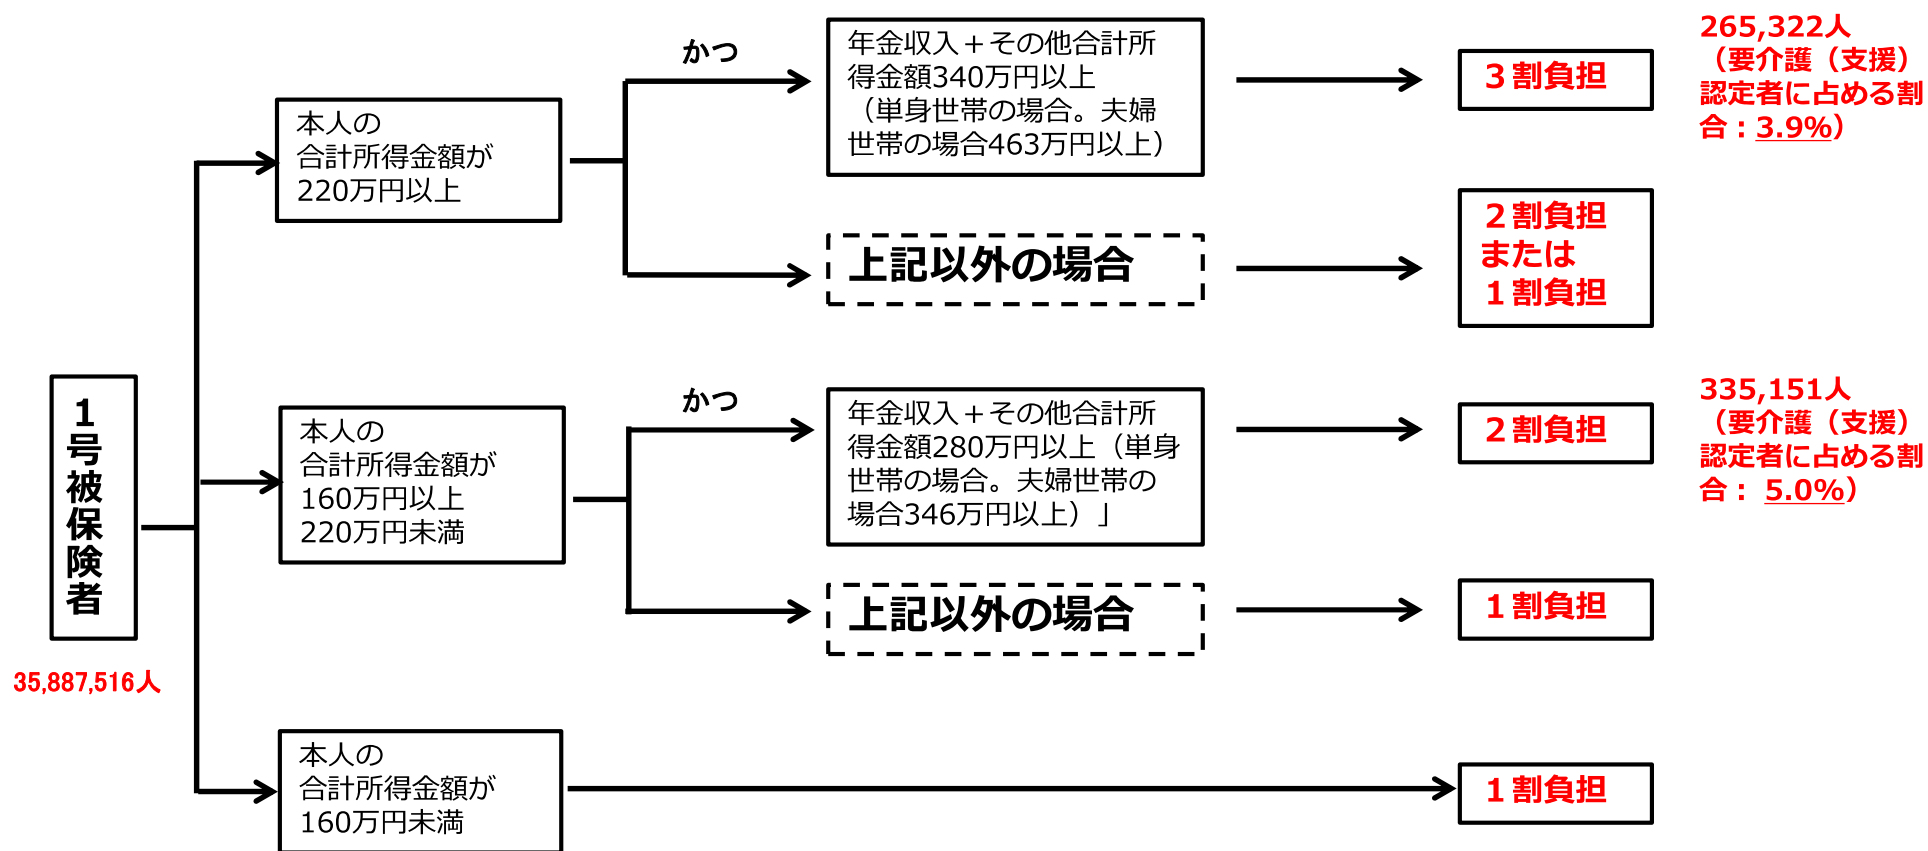 1号被保険者
35,887,516人
本人の
合計所得金額が
220万円以上
かつ
年金収入＋その他合計所
得金額340万円以上
（単身世帯の場合。夫婦
世帯の場合463万円以上）
３割負担
265,322人
（要介護（支援）
認定者に占める割
合：3.9%）
上記以外の場合
２割負担
または
１割負担
本人の
合計所得金額が
160万円以上
220万円未満
かつ
年金収入＋その他合計所
得金額280万円以上（単身
世帯の場合。夫婦世帯の
場合346万円以上）」
２割負担
335,151人
（要介護（支援）
認定者に占める割
合： 5.0%）
上記以外の場合
１割負担
本人の
合計所得金額が
160万円未満
１割負担